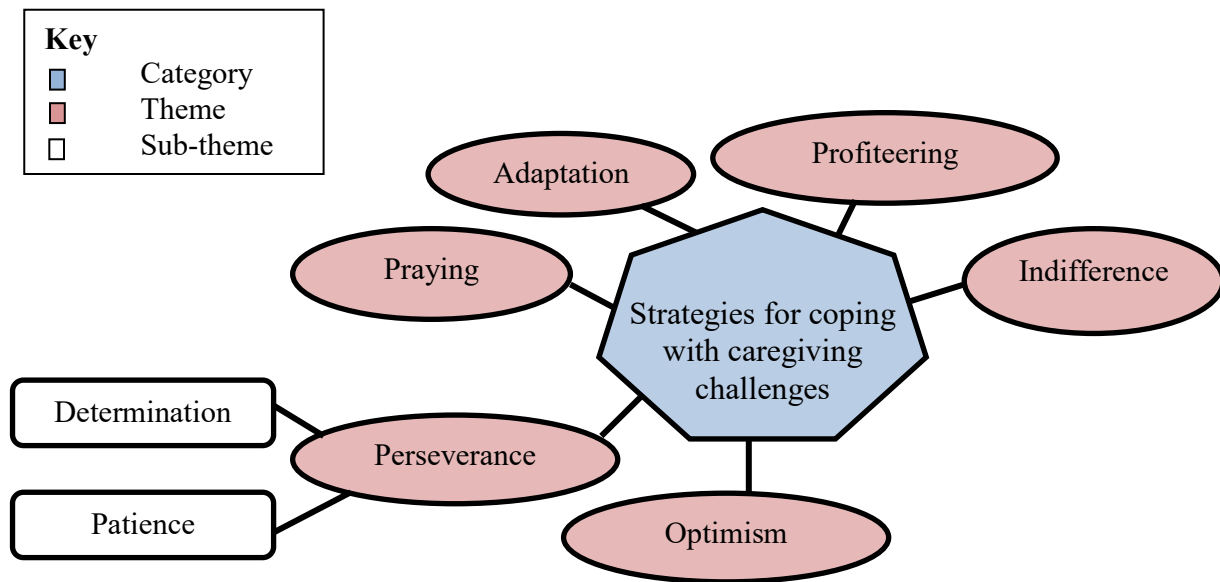 Key
Category
Theme
Sub-theme
Profiteering
Adaptation
Praying
Indifference
Strategies for coping
with caregiving
challenges
Determination
Perseverance
Patience
Optimism